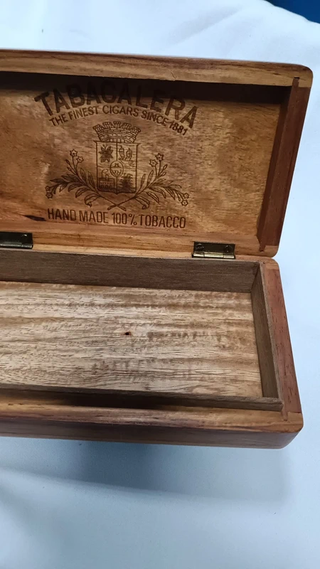 TABACALERA
THE FINEST CIGARS SINCE 1881
HAND MADE 100% TOBACCO